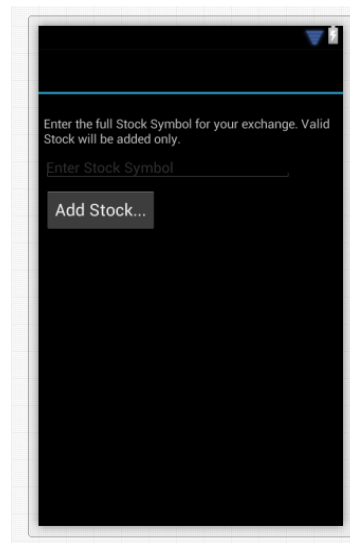 Enter the full Stock Symbol for your exchange. Valid
Stock will be added only.
Enter Stock Symbol
Add Stock...